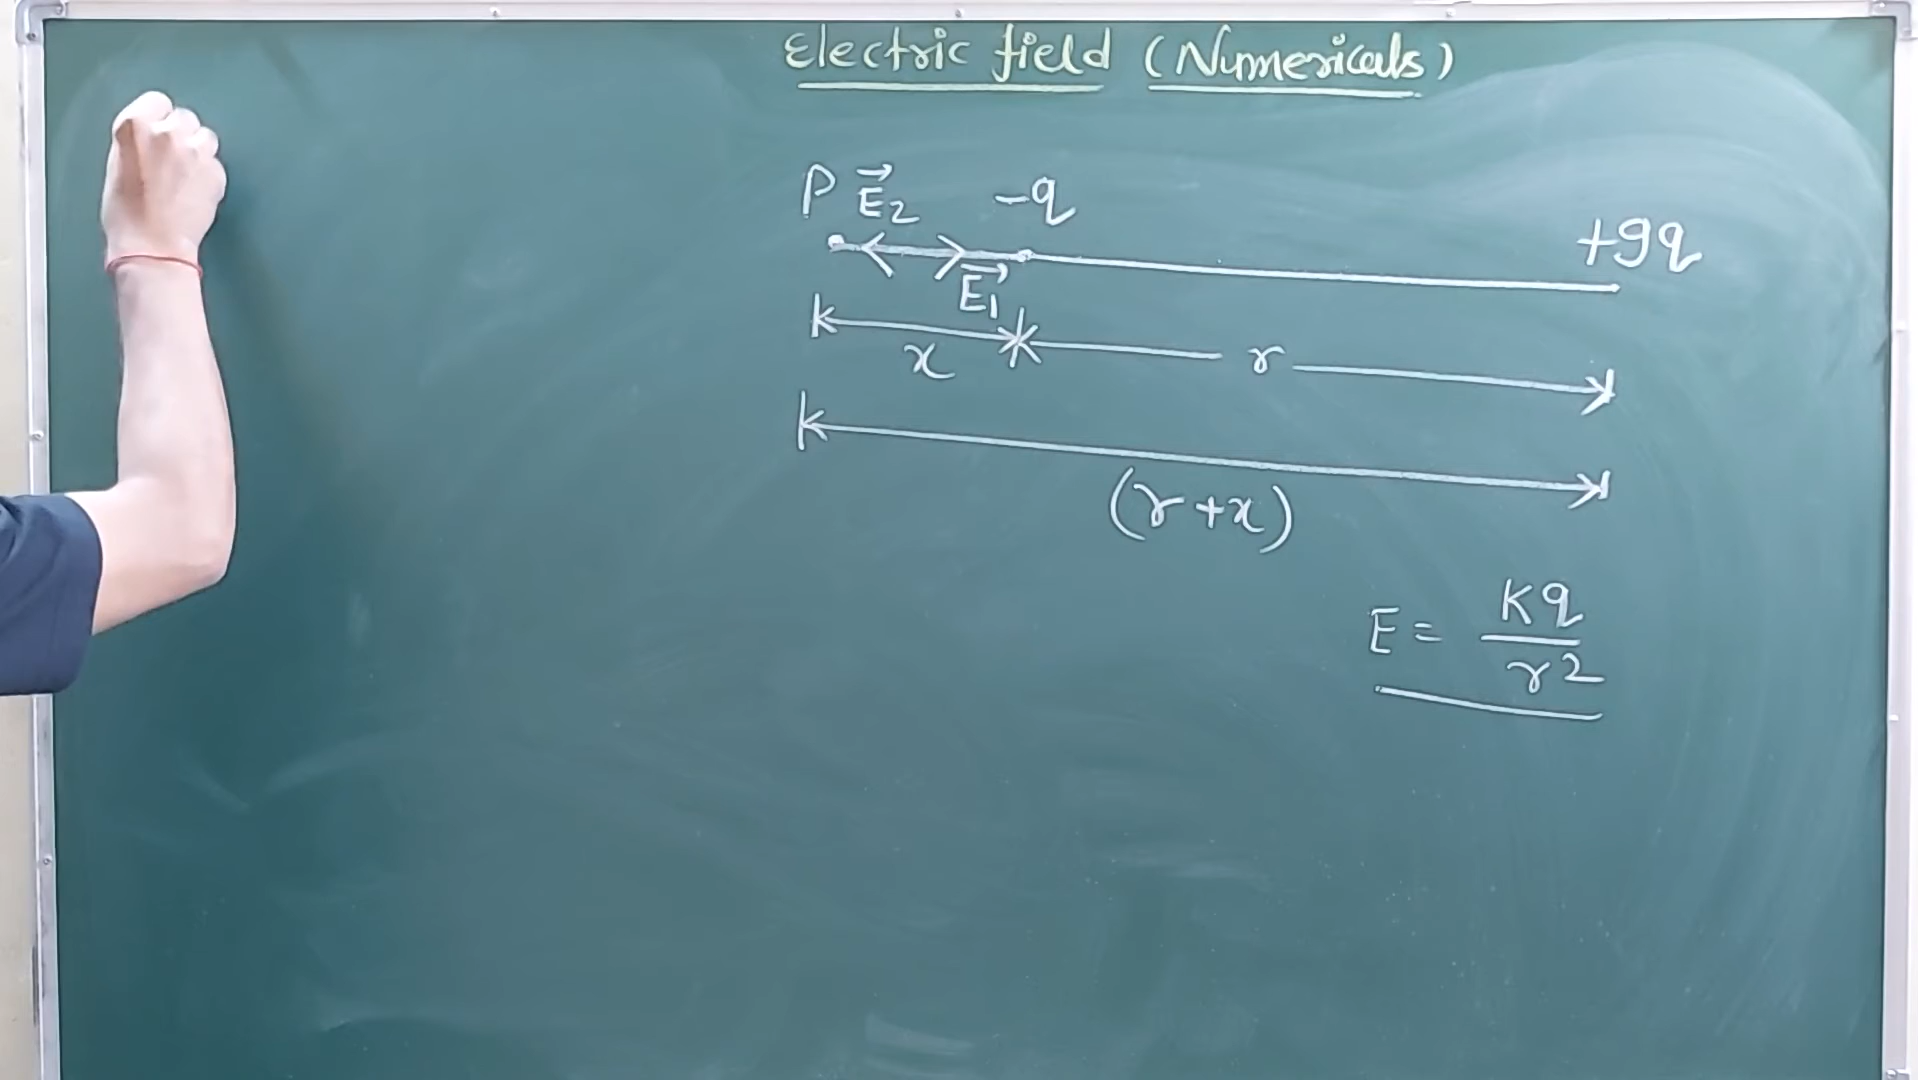 Electric field (Numericals)
P E⃗₂ -q +9q
E⃗₁
x r
(r+x)
E = Kq/r²